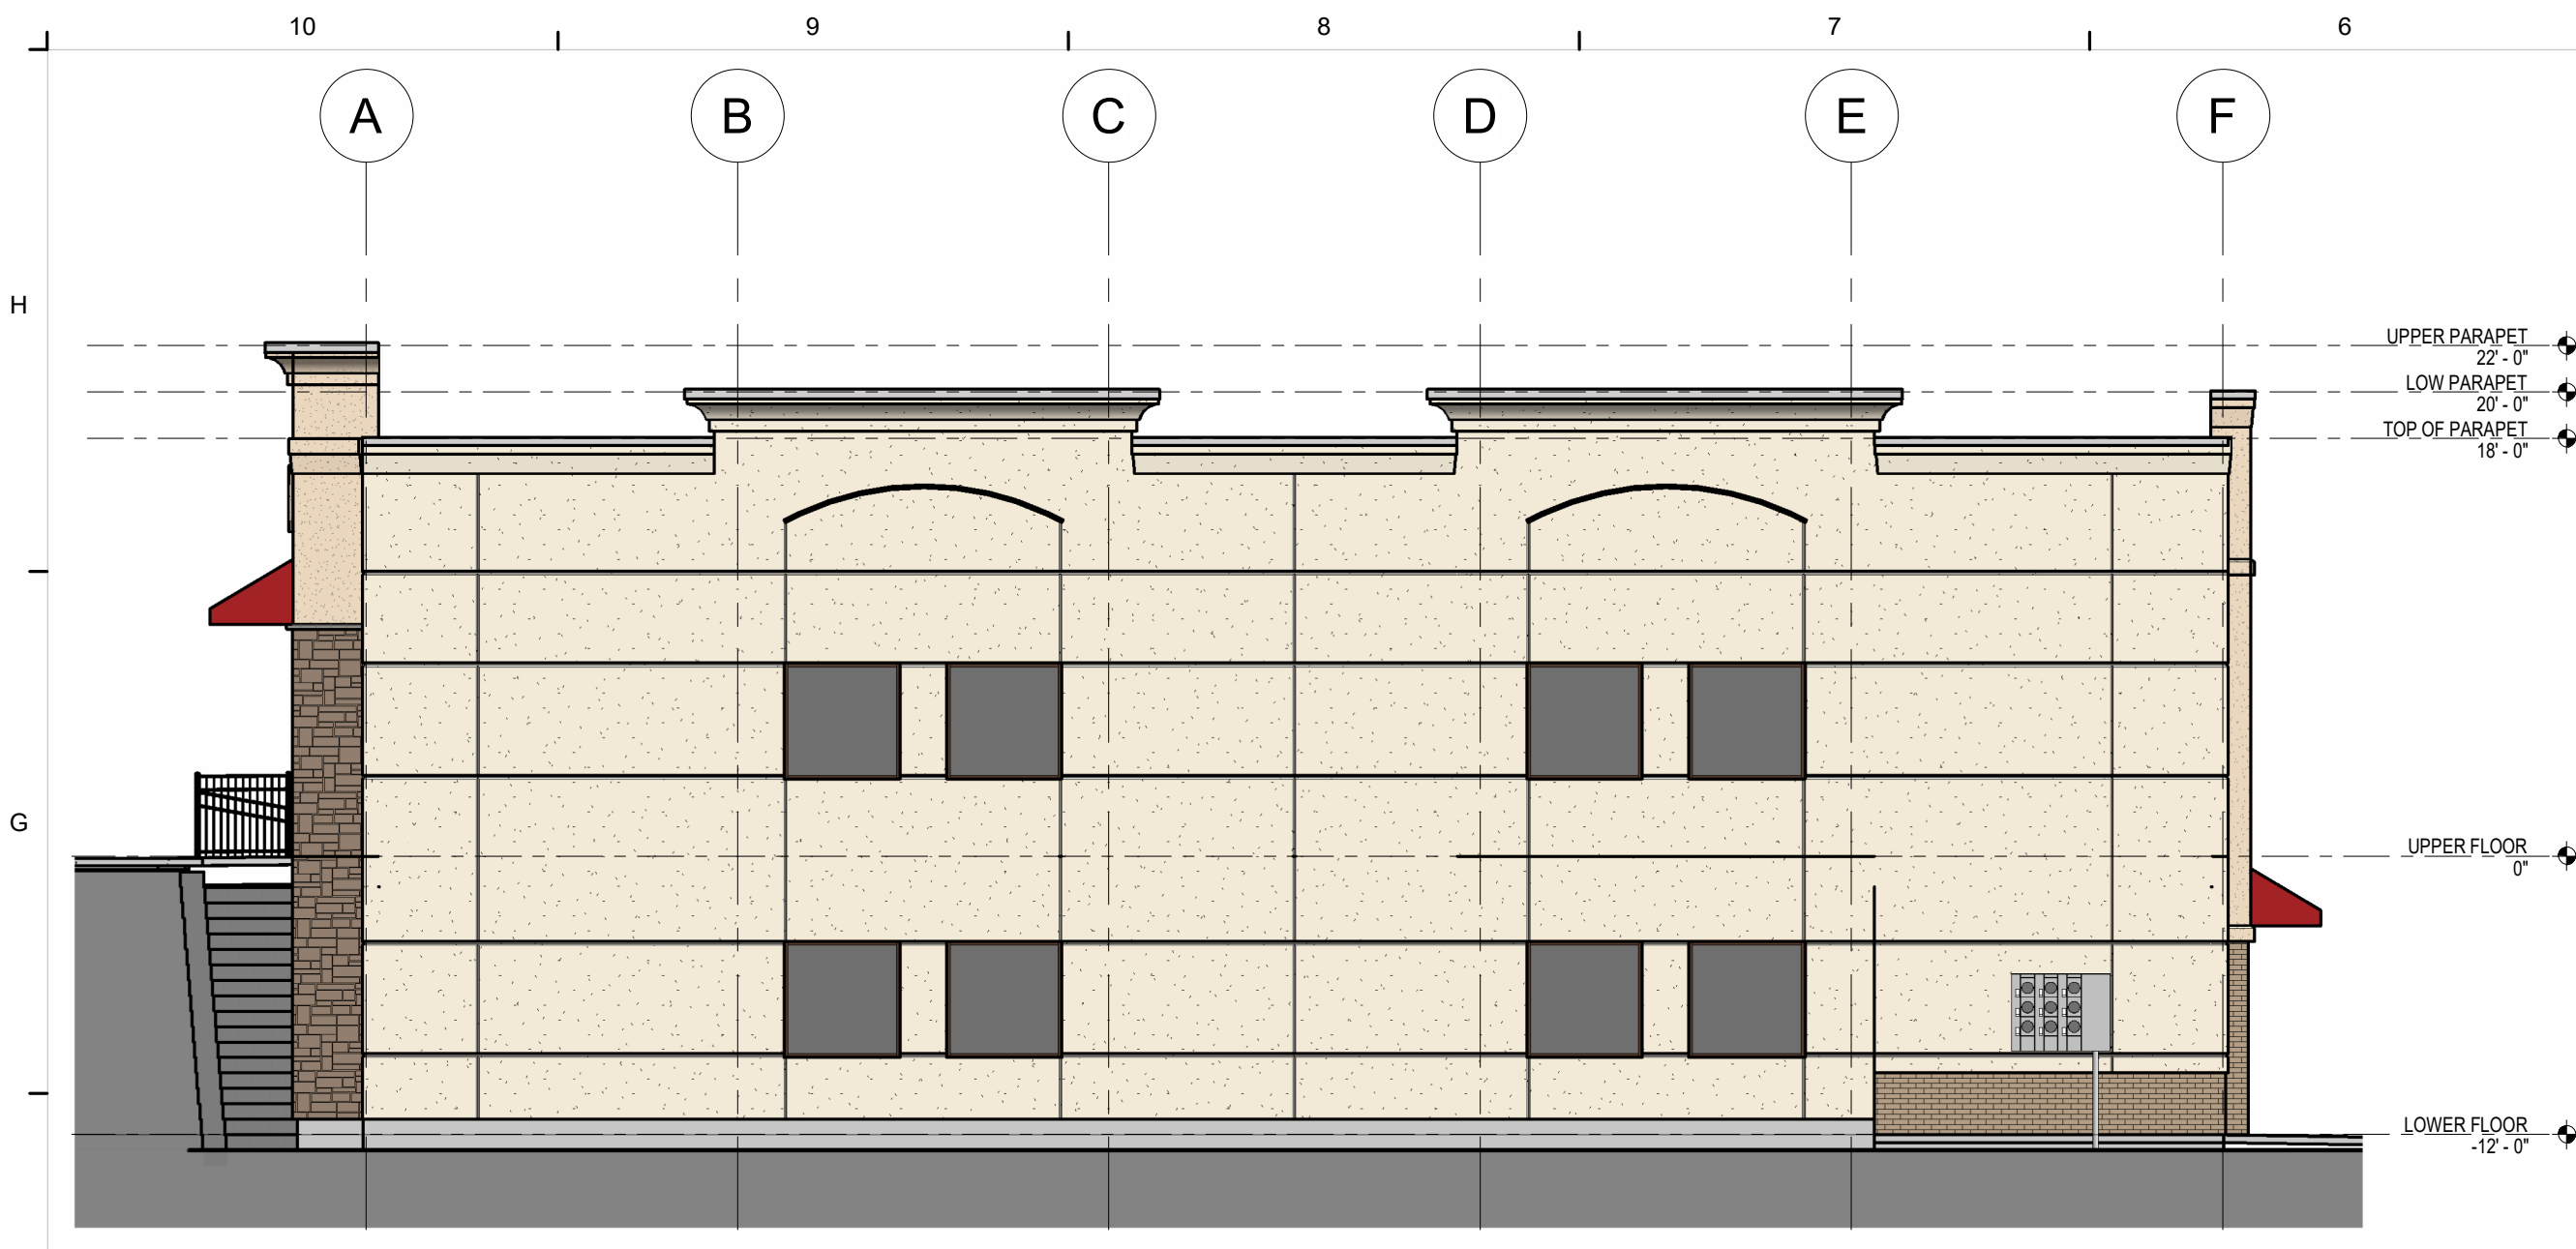 10 9 8 7 6
A B C D E F
H
UPPER PARAPET
22' - 0"
LOW PARAPET
20' - 0"
TOP OF PARAPET
18' - 0"
G
UPPER FLOOR
0"
LOWER FLOOR
-12' - 0"